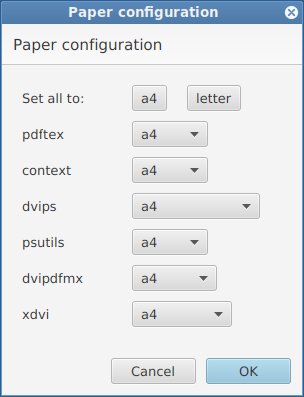 Paper configuration
Paper configuration
Set all to: a4 letter
pdftex a4
context a4
dvips a4
psutils a4
dvipdfmx a4
xdvi a4
Cancel OK